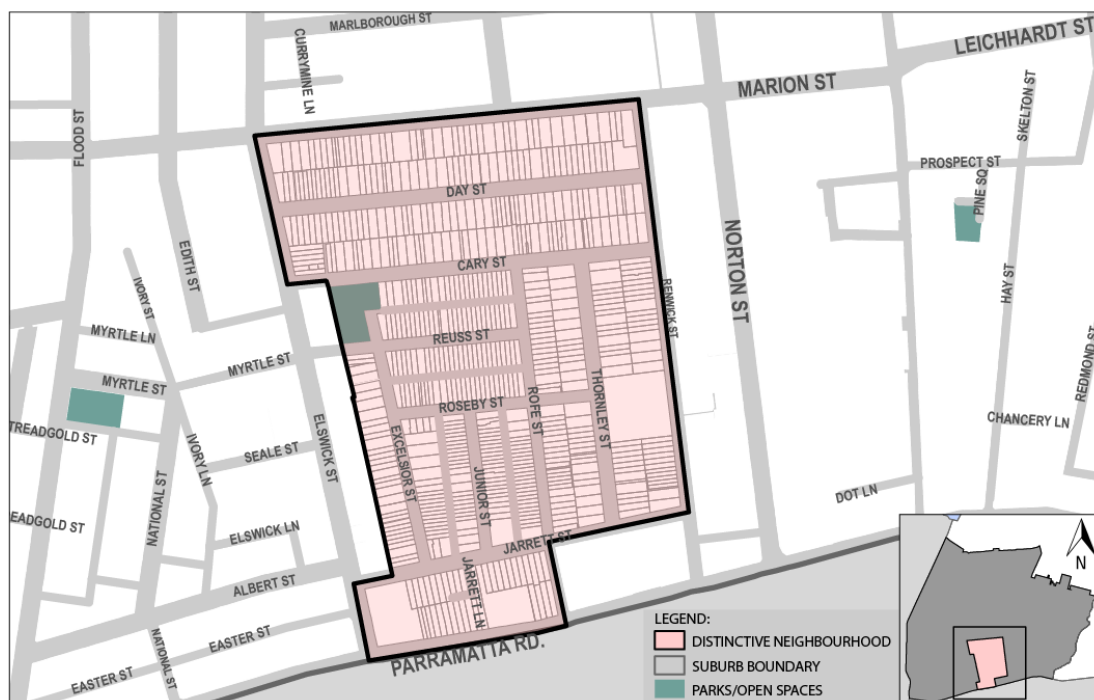 MARLBOROUGH ST
LEICHHARDT ST
CURRYMINE LN
MARION ST
SKELTON ST
FLOOD ST
PROSPECT ST
DAY ST
PINE SQ
NORTON ST
EDITH ST
CARY ST
IVORY ST
HAY ST
RENWICK ST
MYRTLE LN
REUSS ST
MYRTLE ST
REDMOND ST
MYRTLE ST
ROSEBY ST
ROFE ST
THORNLEY ST
CHANCERY LN
TREADGOLD ST
ELSWICK ST
EXCELSIOR ST
IVORY LN
SEALE ST
JUNIOR ST
DOT LN
NATIONAL ST
EADGOLD ST
ELSWICK LN
JARRETT ST
ALBERT ST
JARRETT LN.
EASTER ST
NATIONAL ST
PARRAMATTA RD.
EASTER ST
N
LEGEND:
DISTINCTIVE NEIGHBOURHOOD
SUBURB BOUNDARY
PARKS/OPEN SPACES